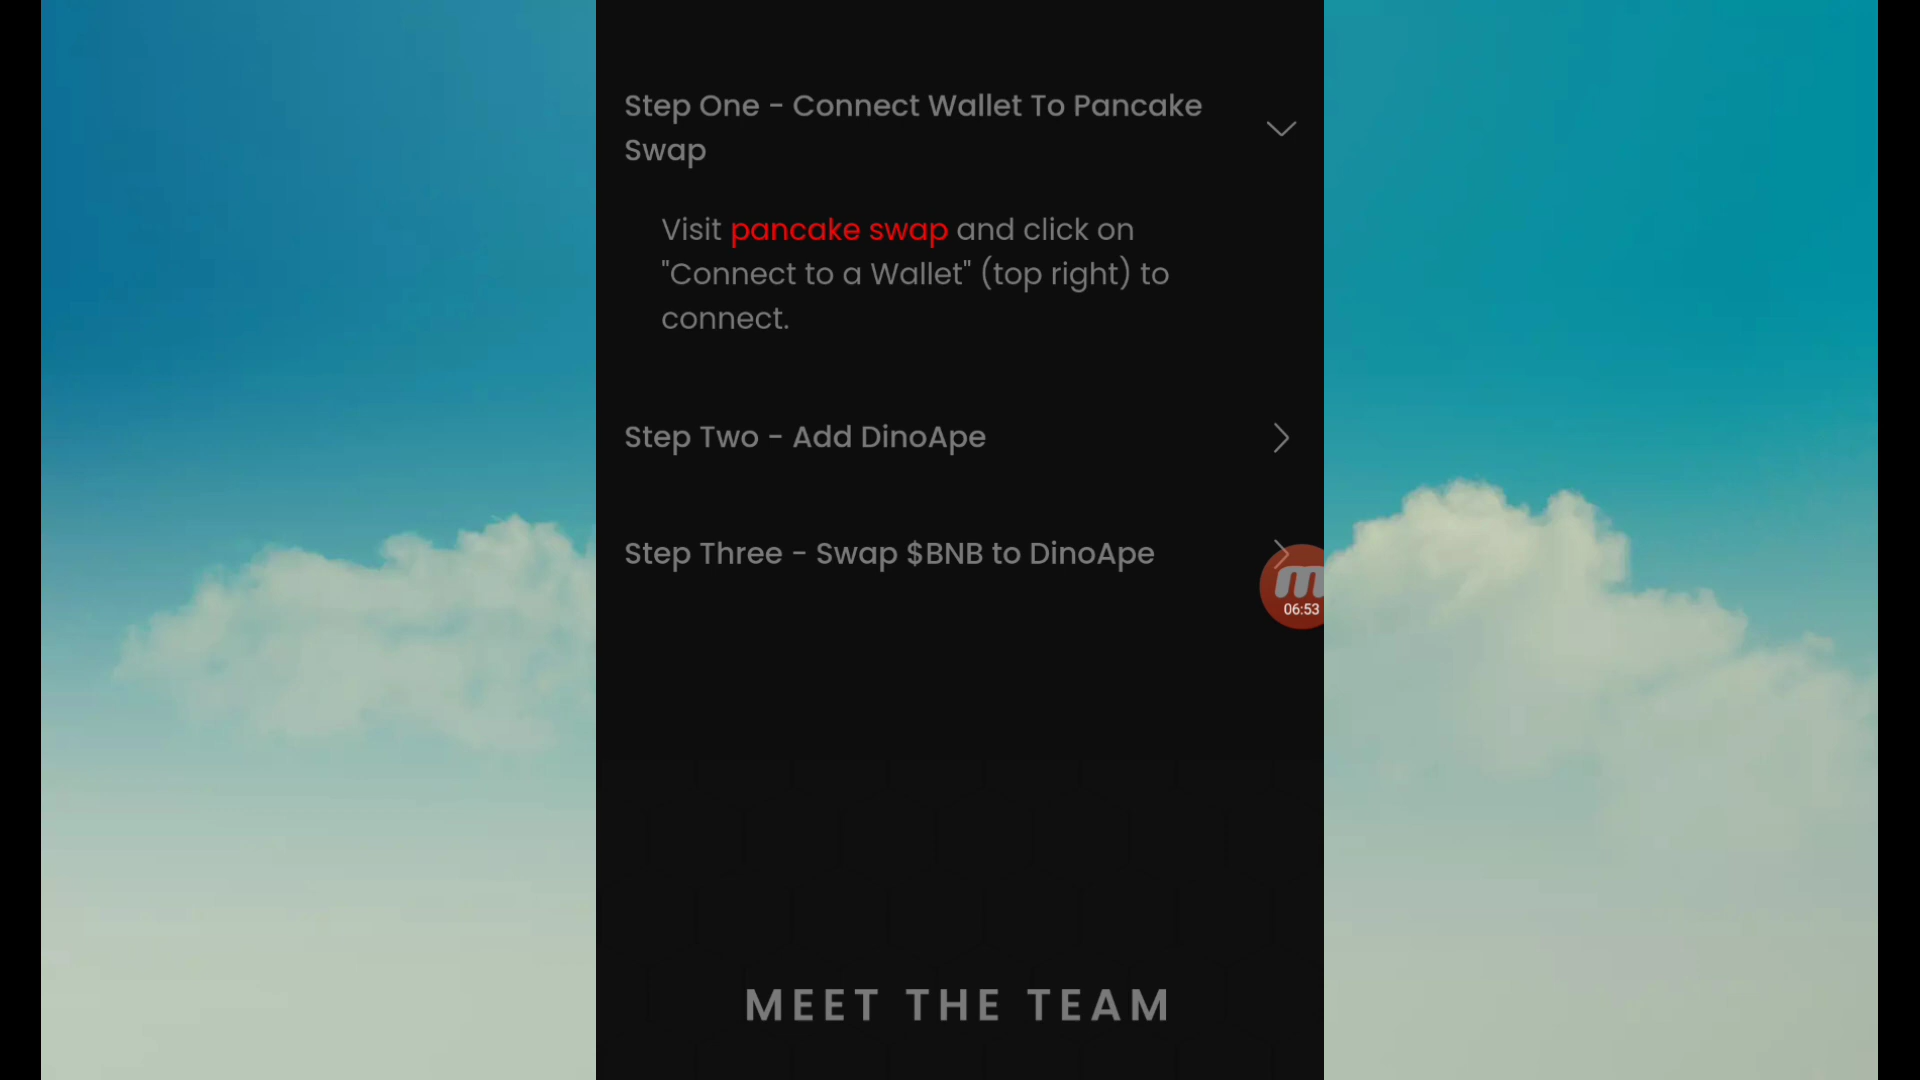 Step One - Connect Wallet To Pancake
Swap
Visit pancake swap and click on
"Connect to a Wallet" (top right) to
connect.
Step Two - Add DinoApe
Step Three - Swap $BNB to DinoApe
m
06:53
MEET THE TEAM